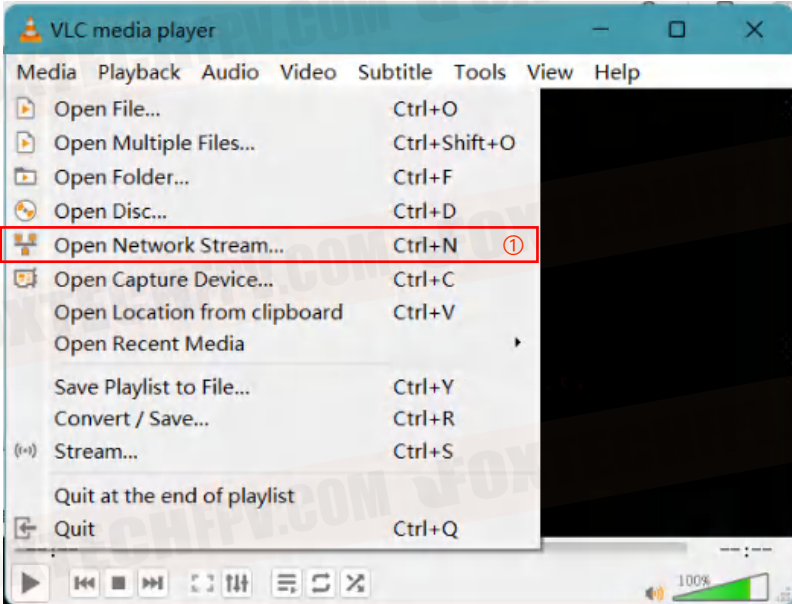 VLC media player
Media Playback Audio Video Subtitle Tools View Help
Open File... Ctrl+O
Open Multiple Files... Ctrl+Shift+O
Open Folder... Ctrl+F
Open Disc... Ctrl+D
Open Network Stream... Ctrl+N ①
Open Capture Device... Ctrl+C
Open Location from clipboard Ctrl+V
Open Recent Media
Save Playlist to File... Ctrl+Y
Convert / Save... Ctrl+R
Stream... Ctrl+S
Quit at the end of playlist
Quit Ctrl+Q
--:-- --:--
100%
FOXTECHFPV.COM